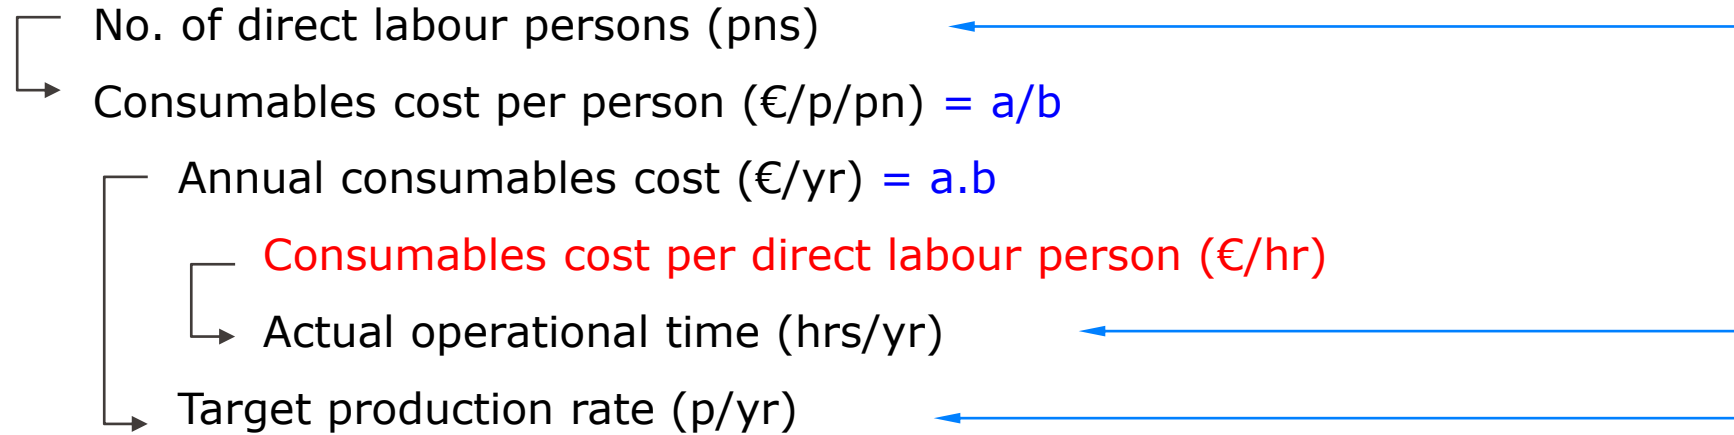 No. of direct labour persons (pns)
Consumables cost per person (€/p/pn) = a/b
Annual consumables cost (€/yr) = a.b
Consumables cost per direct labour person (€/hr)
Actual operational time (hrs/yr)
Target production rate (p/yr)